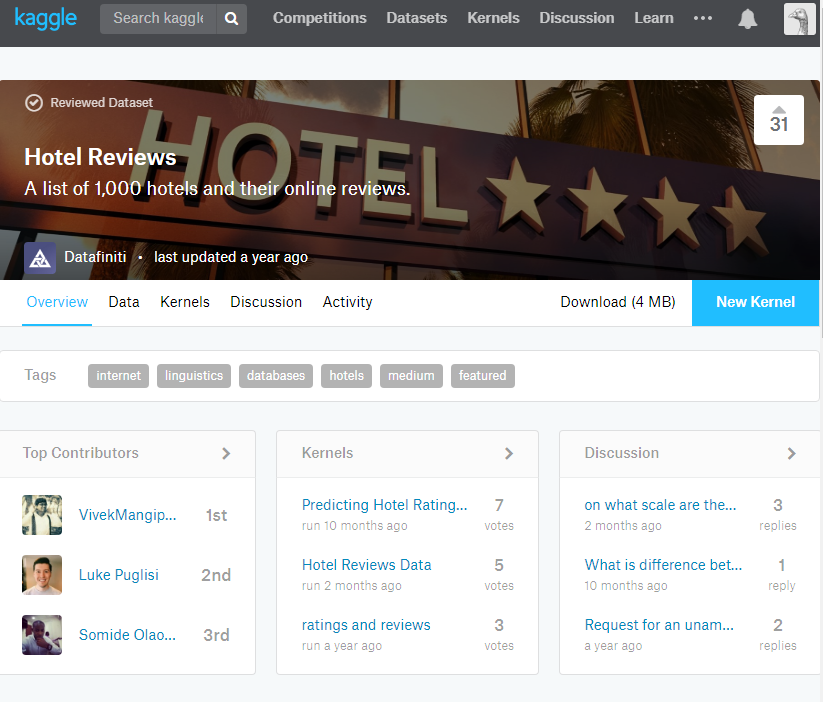 kaggle Search kaggle Competitions Datasets Kernels Discussion Learn
Reviewed Dataset
31
HOTEL
Hotel Reviews
A list of 1,000 hotels and their online reviews.
Datafiniti • last updated a year ago
Overview Data Kernels Discussion Activity Download (4 MB) New Kernel
Tags internet linguistics databases hotels medium featured
Top Contributors
VivekMangip... 1st
Luke Puglisi 2nd
Somide Olao... 3rd
Kernels
Predicting Hotel Rating... 7
run 10 months ago votes
Hotel Reviews Data 5
run 2 months ago votes
ratings and reviews 3
run a year ago votes
Discussion
on what scale are the... 3
2 months ago replies
What is difference bet... 1
10 months ago reply
Request for an unam... 2
a year ago replies